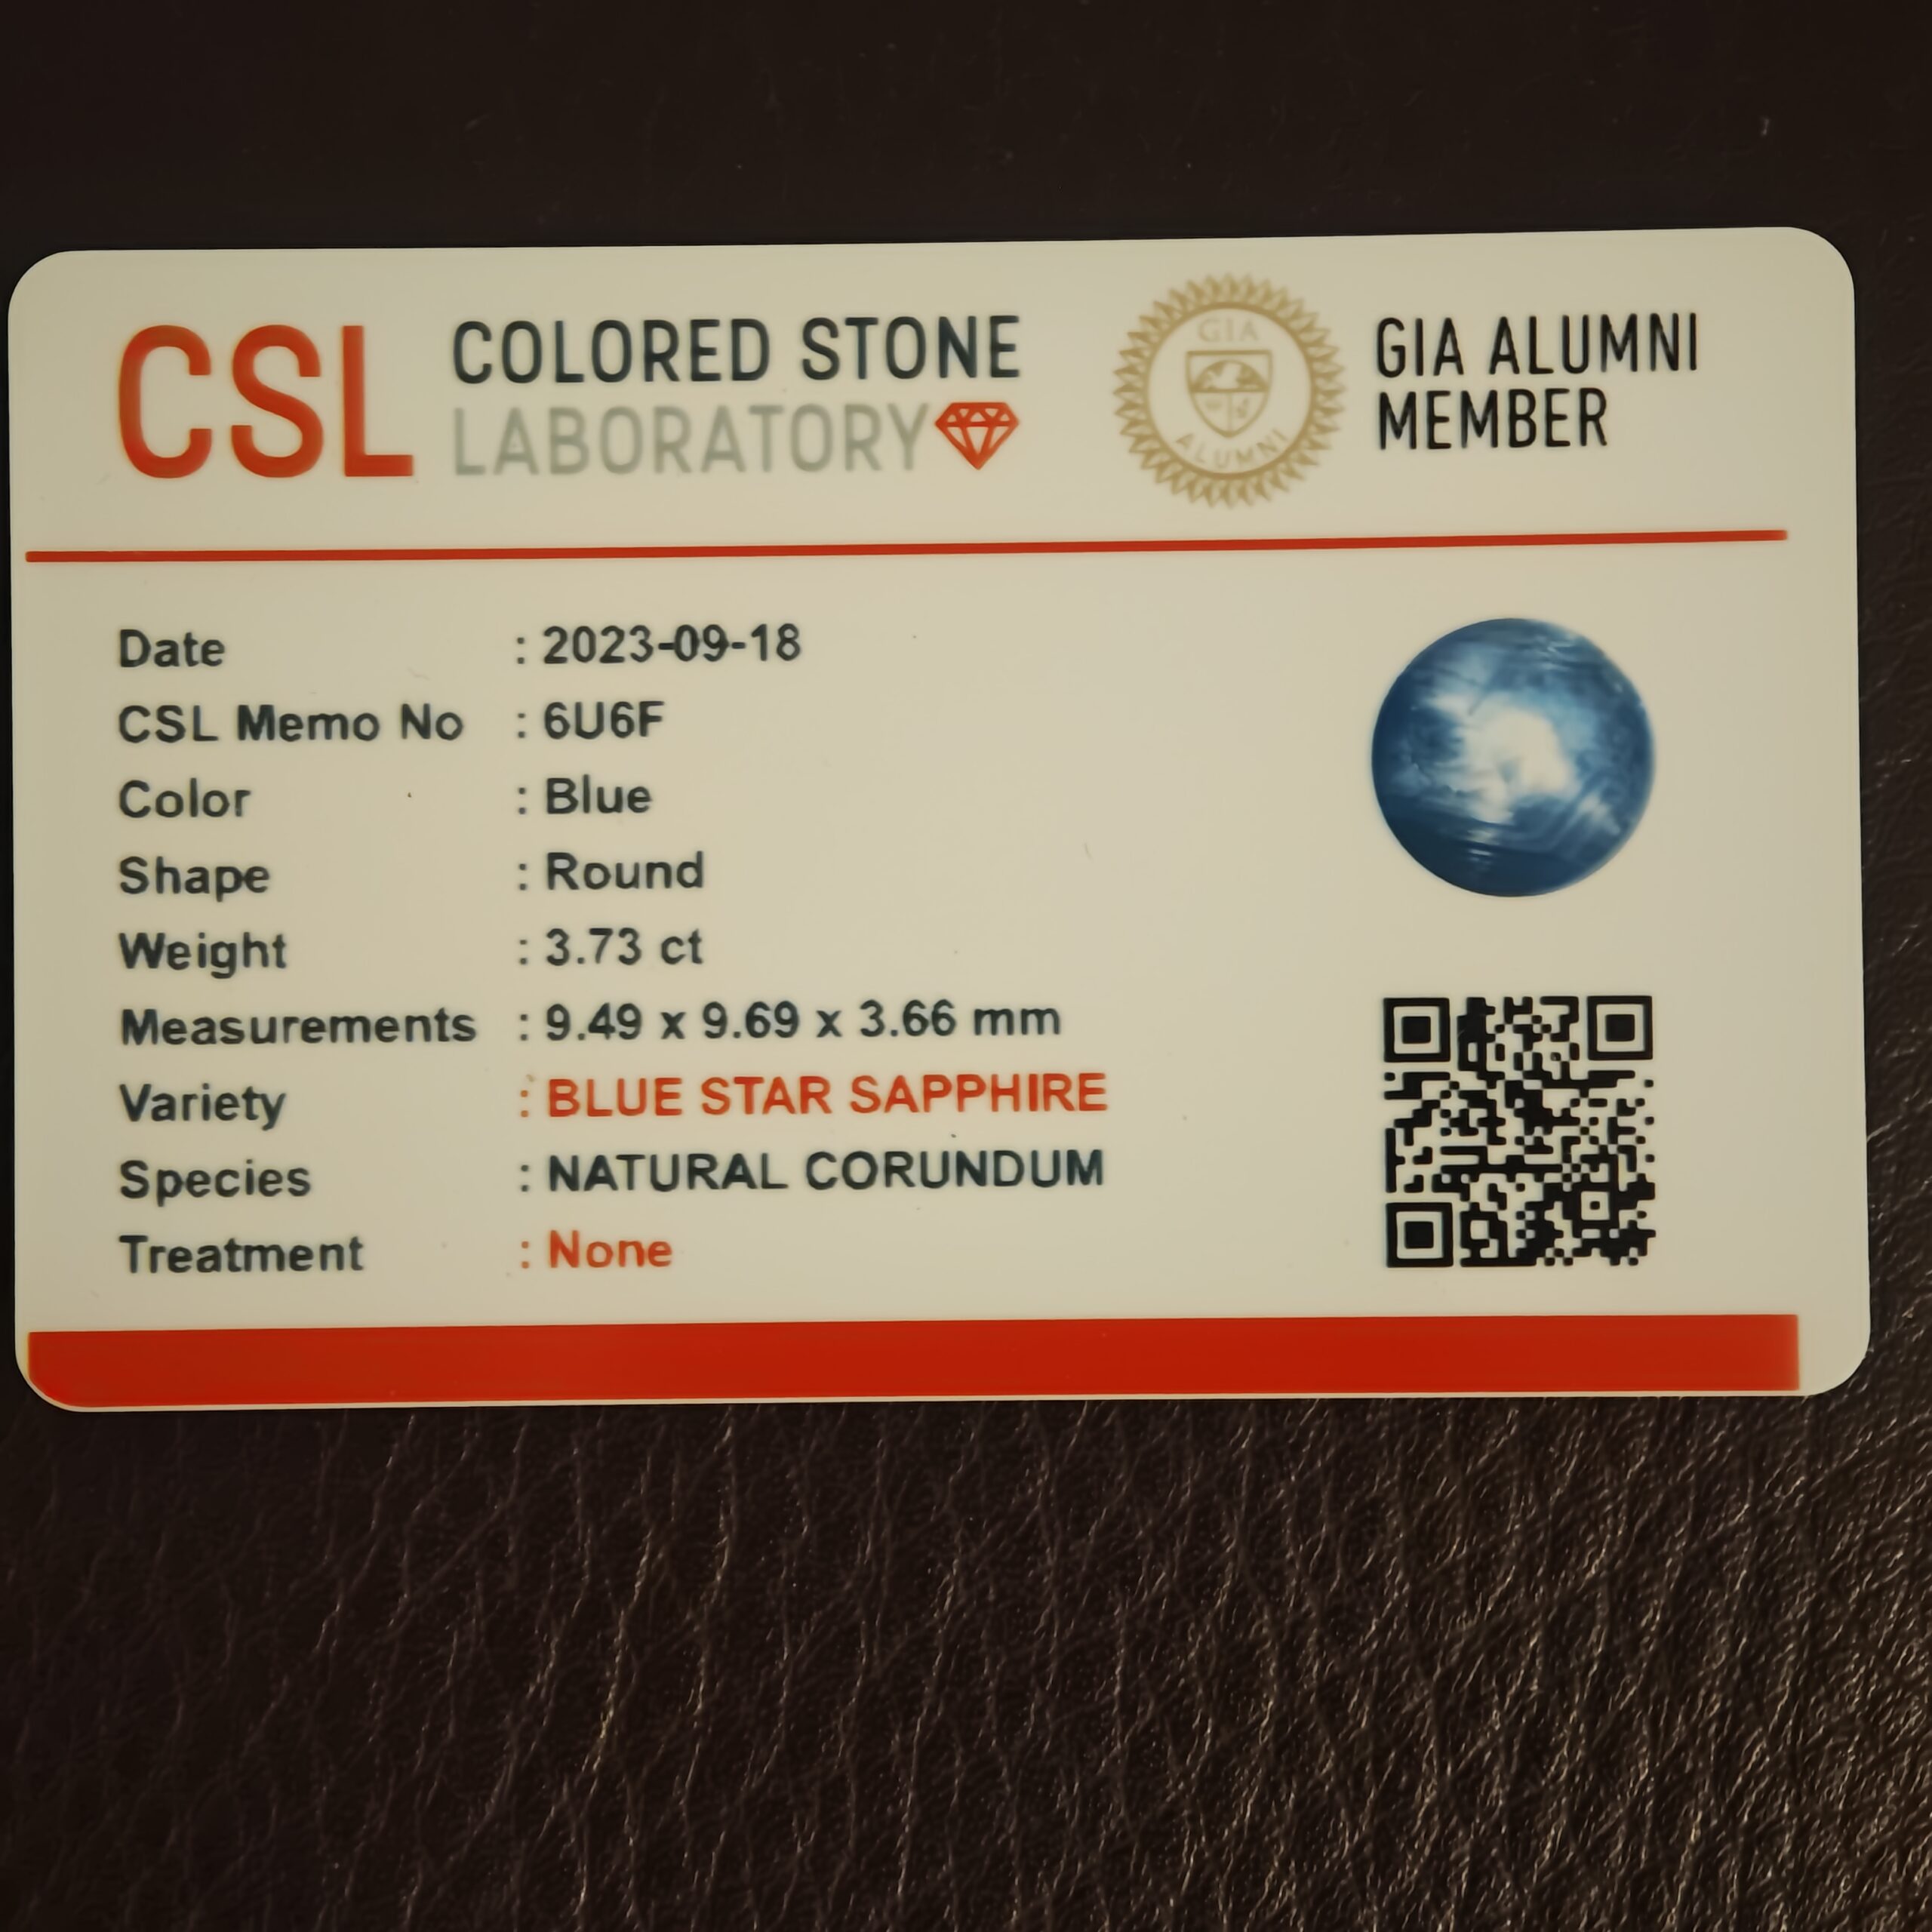 CSL COLORED STONE
LABORATORY
GIA
ALUMNI
GIA ALUMNI
MEMBER
Date : 2023-09-18
CSL Memo No : 6U6F
Color : Blue
Shape : Round
Weight : 3.73 ct
Measurements : 9.49 x 9.69 x 3.66 mm
Variety : BLUE STAR SAPPHIRE
Species : NATURAL CORUNDUM
Treatment : None